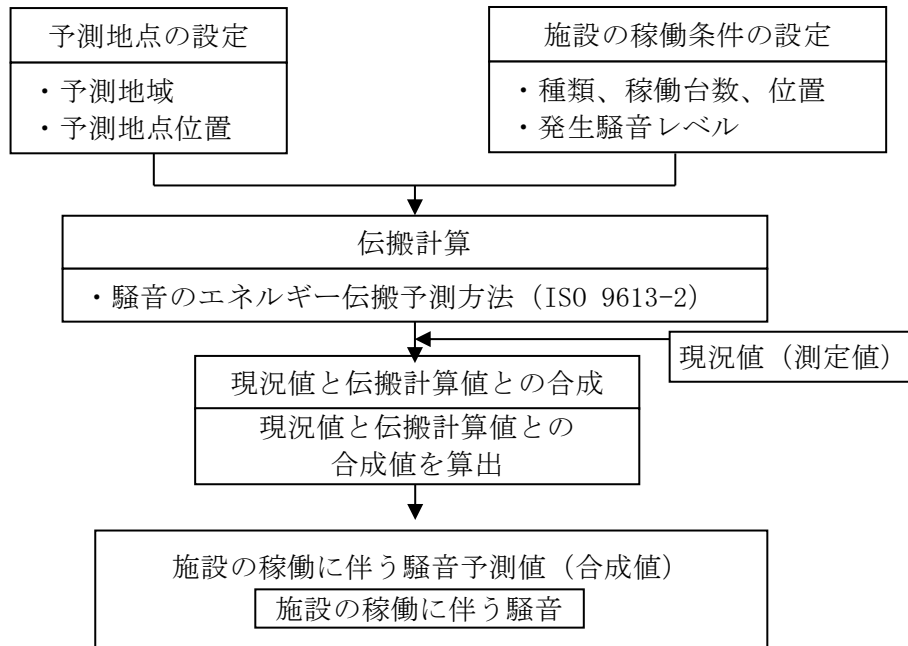 予測地点の設定
・予測地域
・予測地点位置
施設の稼働条件の設定
・種類、稼働台数、位置
・発生騒音レベル
伝搬計算
・騒音のエネルギー伝搬予測方法（ISO 9613-2）
現況値（測定値）
現況値と伝搬計算値との合成
現況値と伝搬計算値との
合成値を算出
施設の稼働に伴う騒音予測値（合成値）
施設の稼働に伴う騒音